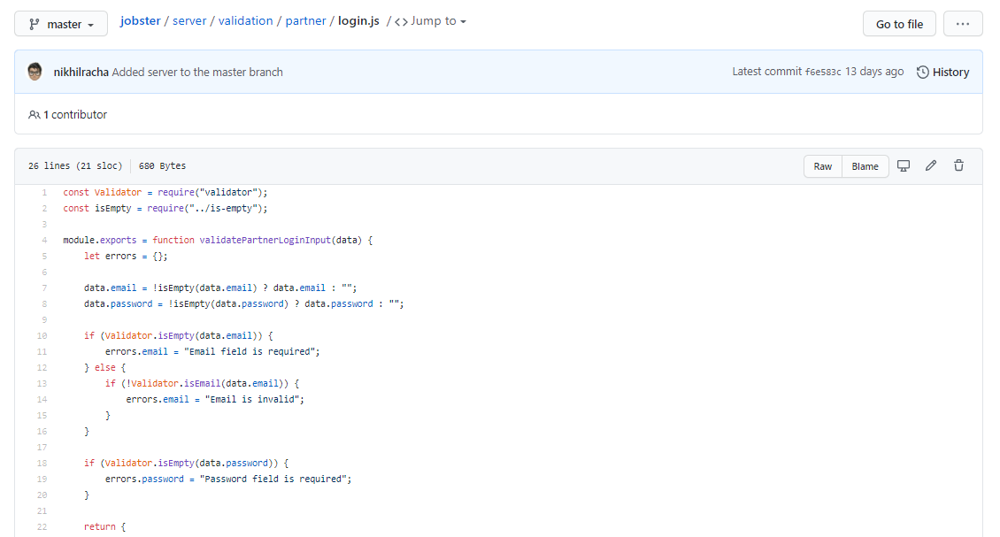 master jobster / server / validation / partner / login.js / <> Jump to Go to file ...
nikhilracha Added server to the master branch Latest commit f6e583c 13 days ago History
1 contributor
26 lines (21 sloc) 680 Bytes Raw Blame
1 const Validator = require("validator");
2 const isEmpty = require("../is-empty");
3
4 module.exports = function validatePartnerLoginInput(data) {
5 let errors = {};
6
7 data.email = !isEmpty(data.email) ? data.email : "";
8 data.password = !isEmpty(data.password) ? data.password : "";
9
10 if (Validator.isEmpty(data.email)) {
11 errors.email = "Email field is required";
12 } else {
13 if (!Validator.isEmail(data.email)) {
14 errors.email = "Email is invalid";
15 }
16 }
17
18 if (Validator.isEmpty(data.password)) {
19 errors.password = "Password field is required";
20 }
21
22 return {